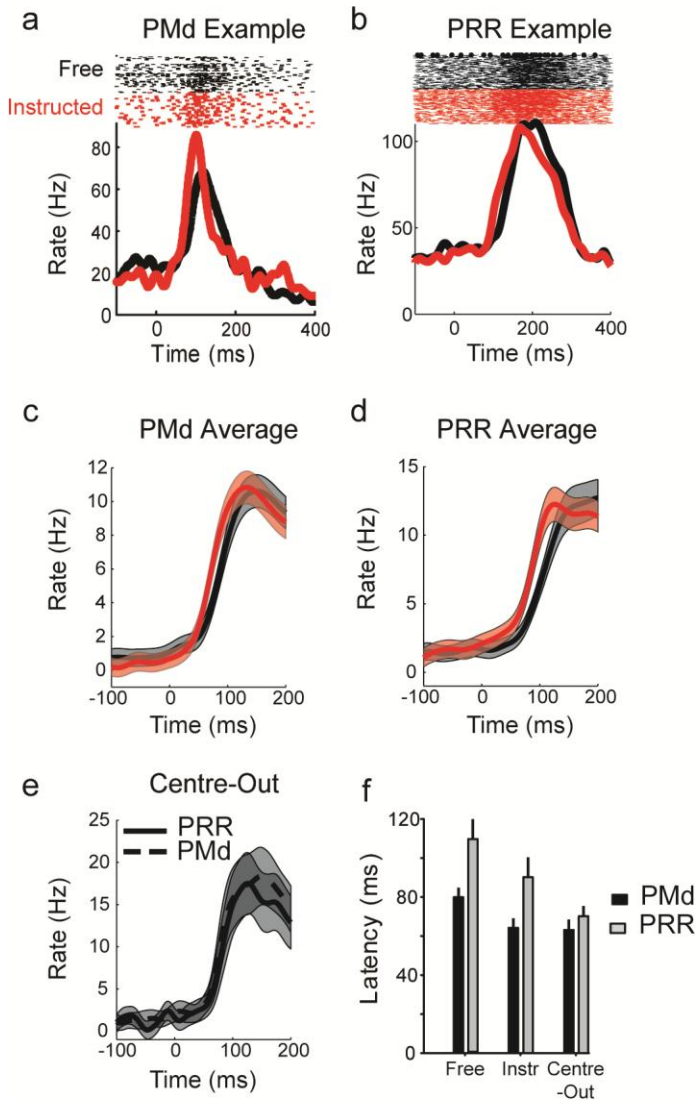 a PMd Example
Free
Instructed
Rate (Hz)
80
60
40
20
0
0 200 400
Time (ms)
b PRR Example
Rate (Hz)
100
50
0
0 200 400
Time (ms)
c PMd Average
Rate (Hz)
12
10
8
6
4
2
0
-100 0 100 200
Time (ms)
d PRR Average
Rate (Hz)
15
10
5
0
-100 0 100 200
Time (ms)
e Centre-Out
PRR
PMd
Rate (Hz)
25
20
15
10
5
0
-100 0 100 200
Time (ms)
f
Latency (ms)
120
80
60
0
Free Instr Centre
-Out
PMd
PRR